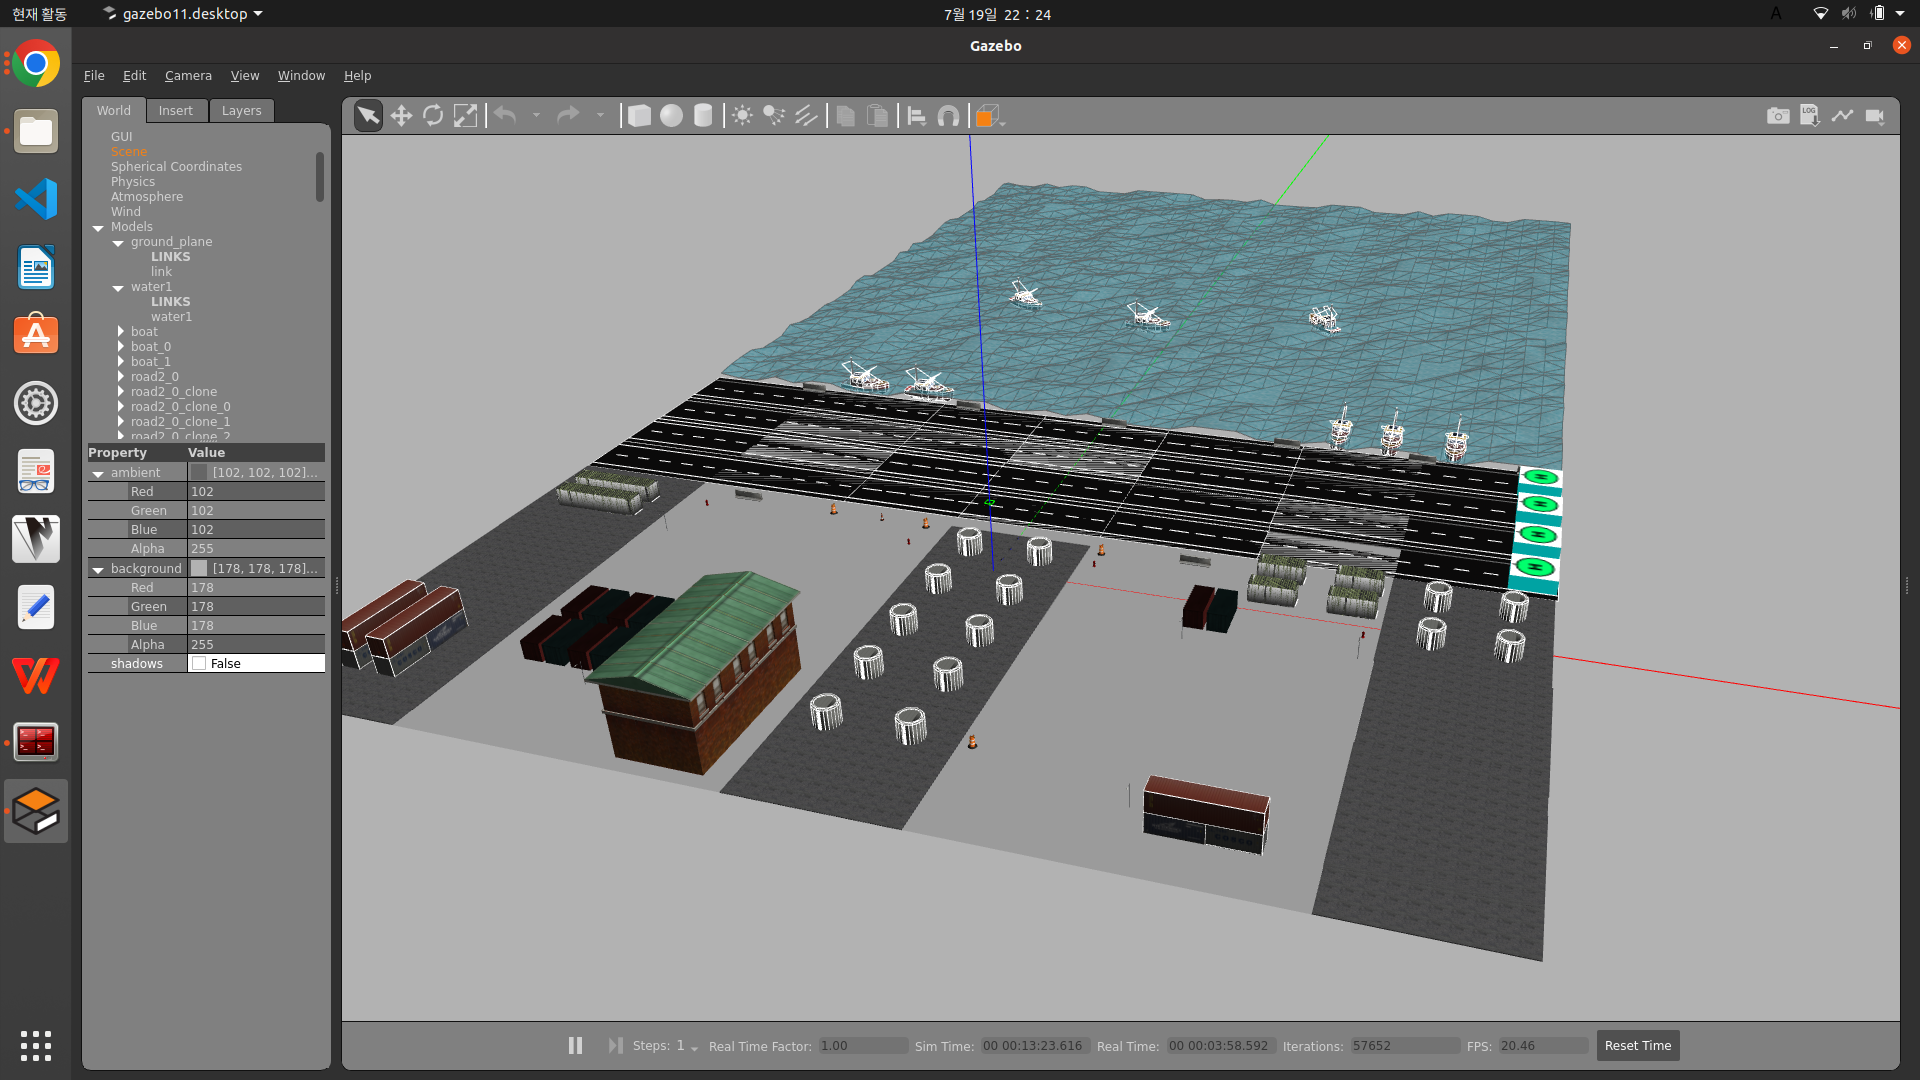 현재 활동
gazebo11.desktop
7월 19일 22 : 24
A
Gazebo
File Edit Camera View Window Help
World Insert Layers
GUI
Scene
Spherical Coordinates
Physics
Atmosphere
Wind
Models
ground_plane
LINKS
link
water1
LINKS
water1
boat
boat_0
boat_1
road2_0
road2_0_clone
road2_0_clone_0
road2_0_clone_1
road2_0_clone_2
Property Value
ambient [102, 102, 102]...
Red 102
Green 102
Blue 102
Alpha 255
background [178, 178, 178]...
Red 178
Green 178
Blue 178
Alpha 255
shadows False
LOG
H
H
H
H
Steps: 1 Real Time Factor: 1.00 Sim Time: 00 00:13:23.616 Real Time: 00 00:03:58.592 Iterations: 57652 FPS: 20.46 Reset Time